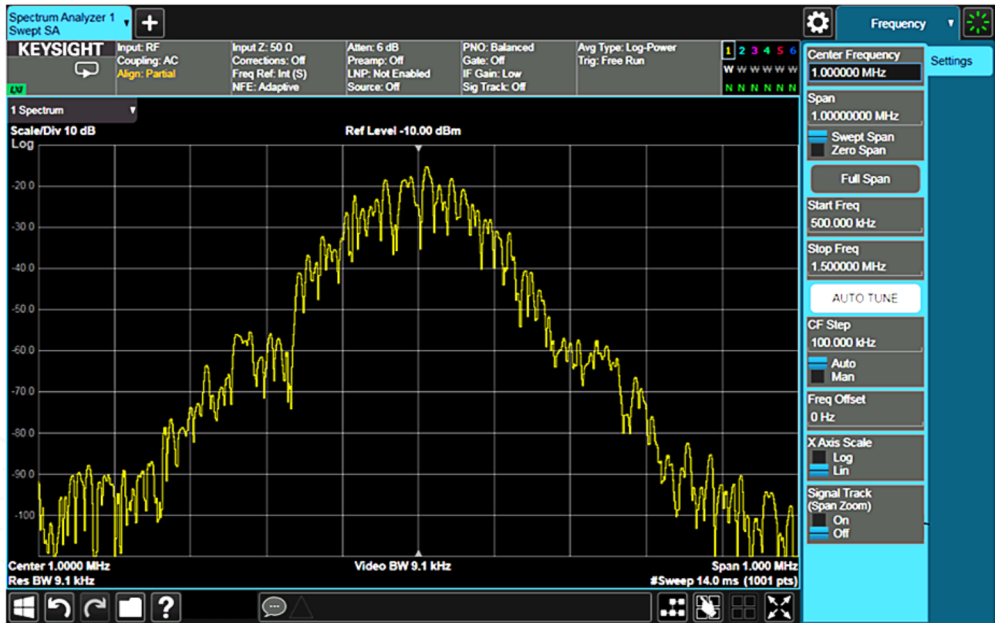 Spectrum Analyzer 1
Swept SA
Frequency
KEYSIGHT
Input: RF
Coupling: AC
Align: Partial
Input Z: 50 Ω
Corrections: Off
Freq Ref: Int (S)
NFE: Adaptive
Atten: 6 dB
Preamp: Off
LNP: Not Enabled
Source: Off
PNO: Balanced
Gate: Off
IF Gain: Low
Sig Track: Off
Avg Type: Log-Power
Trig: Free Run
1 2 3 4 5 6
W W W W W W
N N N N N N
1 Spectrum
Scale/Div 10 dB
Ref Level -10.00 dBm
Log
-20.0
-30.0
-40.0
-50.0
-60.0
-70.0
-80.0
-90.0
-100
Center 1.0000 MHz
Res BW 9.1 kHz
Video BW 9.1 kHz
Span 1.000 MHz
#Sweep 14.0 ms (1001 pts)
Center Frequency
1.000000 MHz
Settings
Span
1.00000000 MHz
Swept Span
Zero Span
Full Span
Start Freq
500.000 kHz
Stop Freq
1.500000 MHz
AUTO TUNE
CF Step
100.000 kHz
Auto
Man
Freq Offset
0 Hz
X Axis Scale
Log
Lin
Signal Track
(Span Zoom)
On
Off
?